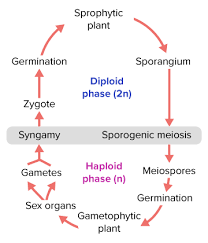 Sprophytic
plant
Germination
Sporangium
Diploid
phase (2n)
Zygote
Syngamy
Sporogenic meiosis
Haploid
phase (n)
Gametes
Meiospores
Germination
Sex organs
Gametophytic
plant